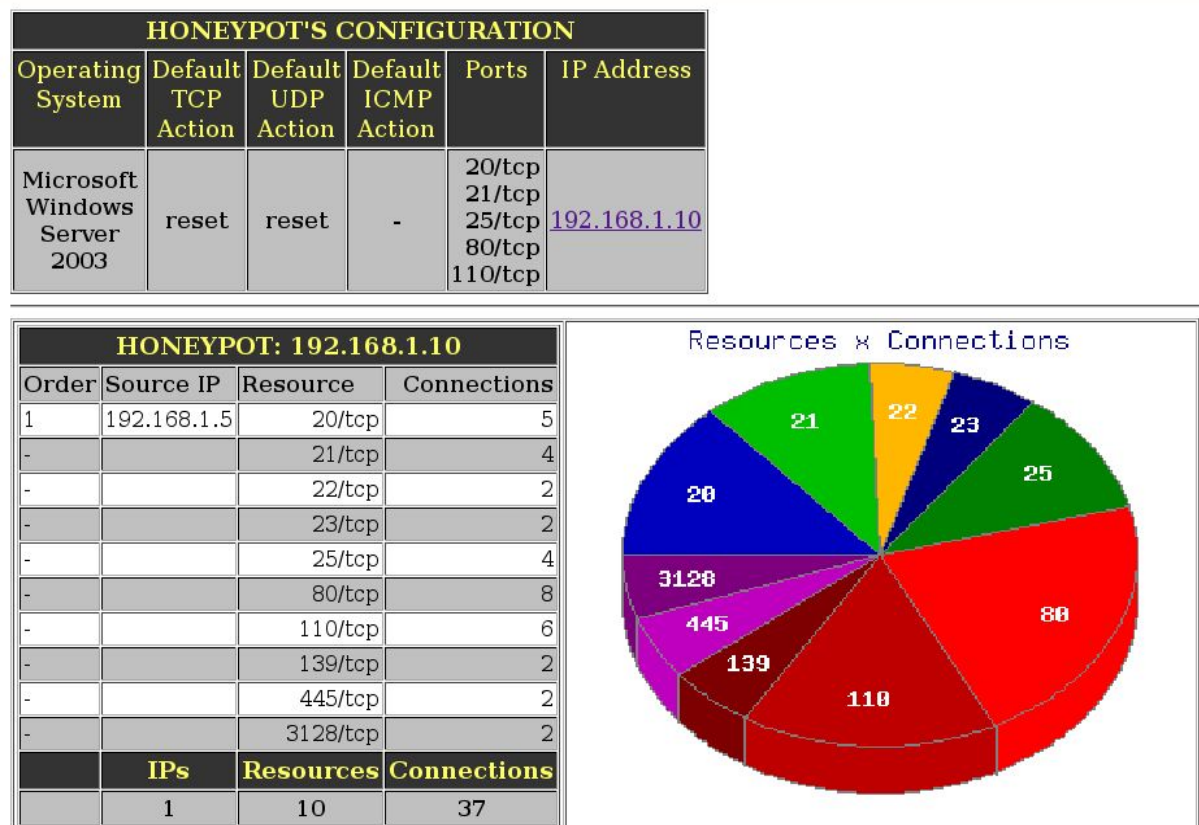 HONEYPOT'S CONFIGURATION
Operating System Default TCP Action Default UDP Action Default ICMP Action Ports IP Address
Microsoft Windows Server 2003 reset reset - 20/tcp 21/tcp 25/tcp 80/tcp 110/tcp 192.168.1.10
HONEYPOT: 192.168.1.10
Order Source IP Resource Connections
1 192.168.1.5 20/tcp 5
- 21/tcp 4
- 22/tcp 2
- 23/tcp 2
- 25/tcp 4
- 80/tcp 8
- 110/tcp 6
- 139/tcp 2
- 445/tcp 2
- 3128/tcp 2
IPs Resources Connections
1 10 37
Resources x Connections
21
22
23
25
20
3128
445
80
139
110